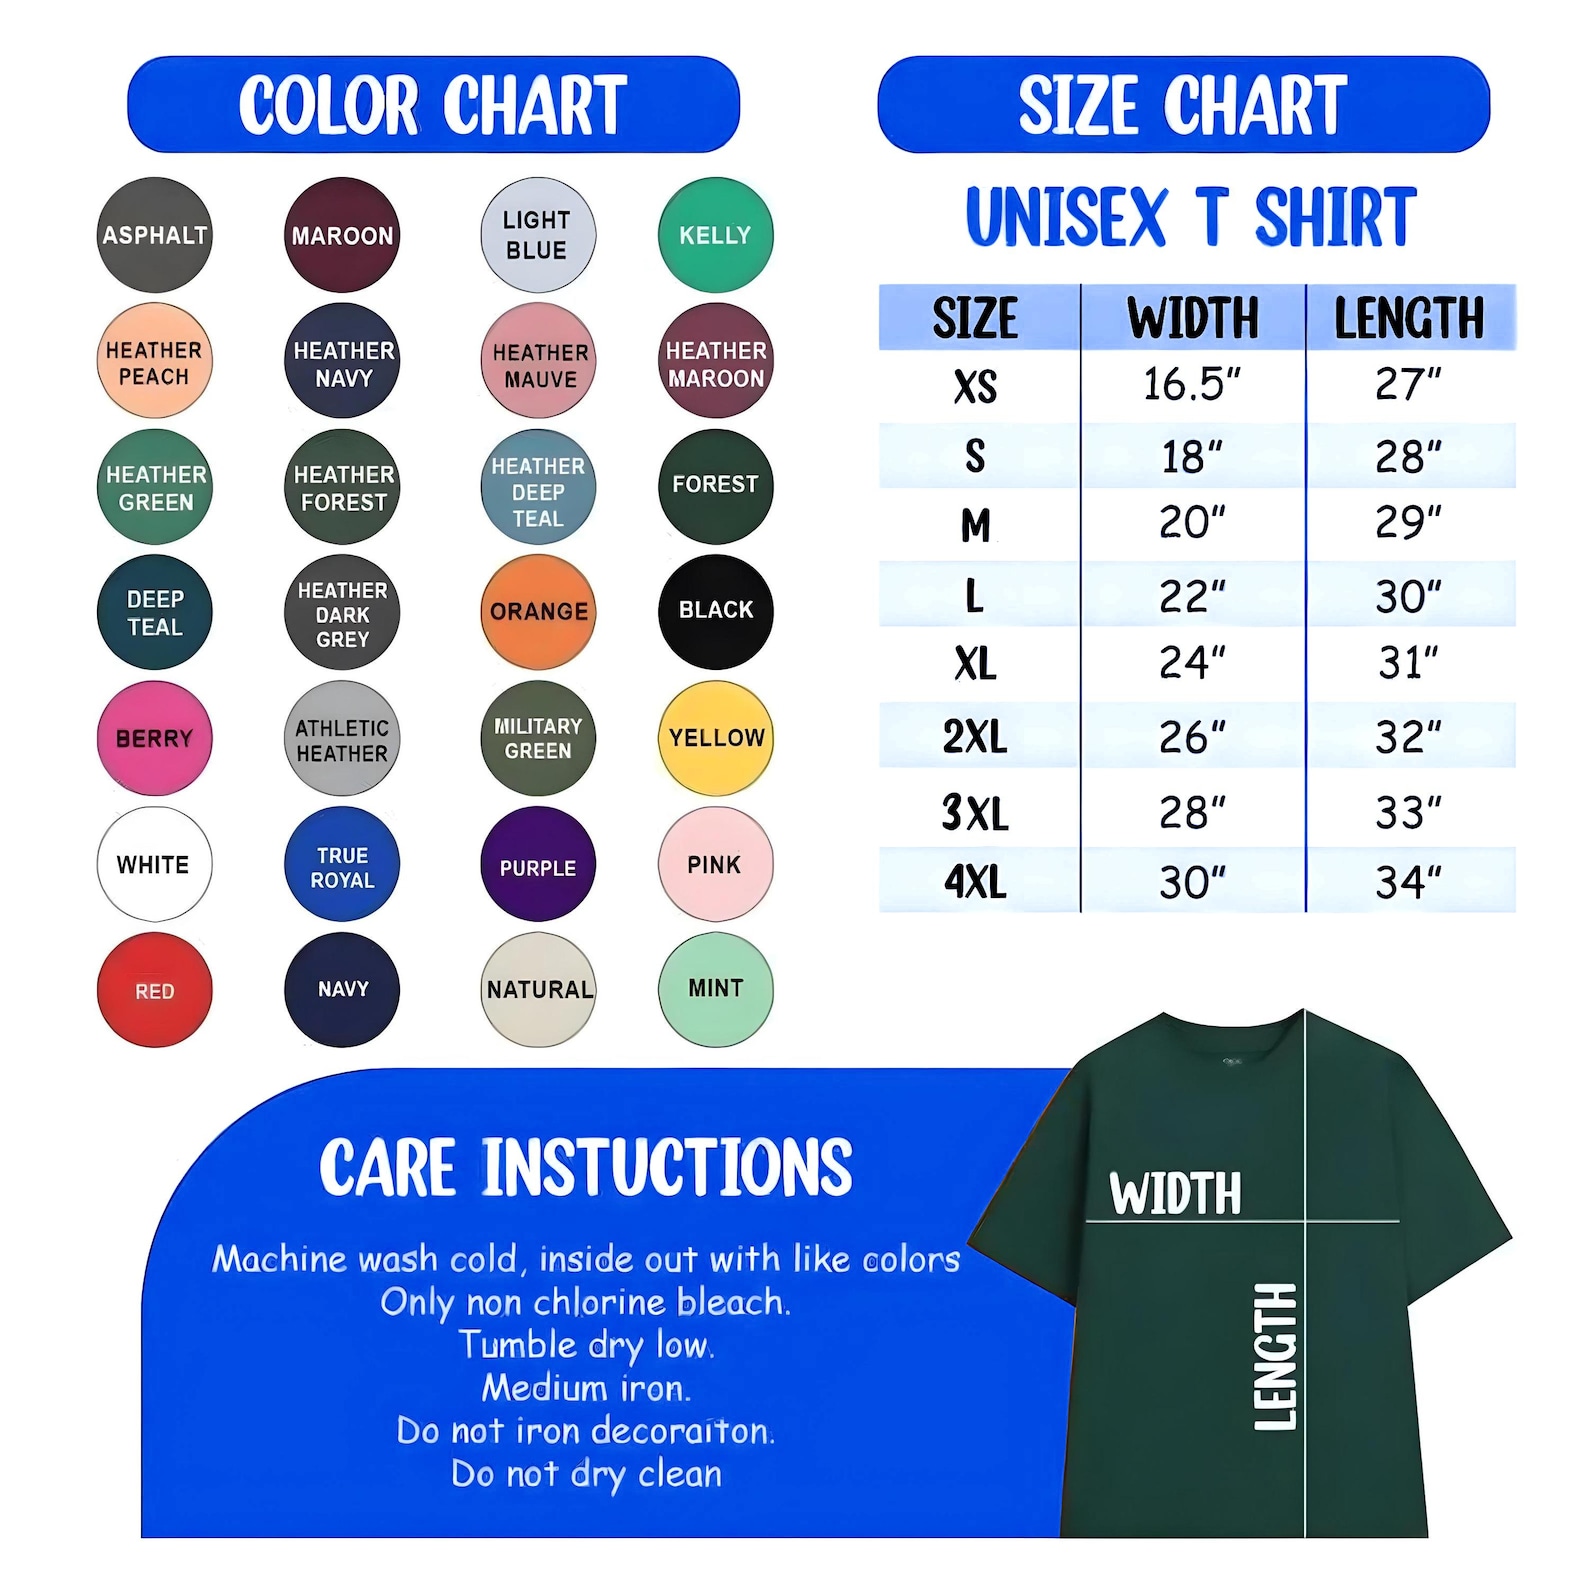 COLOR CHART
ASPHALT
MAROON
LIGHT
BLUE
KELLY
HEATHER
PEACH
HEATHER
NAVY
HEATHER
MAUVE
HEATHER
MAROON
HEATHER
GREEN
HEATHER
FOREST
HEATHER
DEEP
TEAL
FOREST
DEEP
TEAL
HEATHER
DARK
GREY
ORANGE
BLACK
BERRY
ATHLETIC
HEATHER
MILITARY
GREEN
YELLOW
WHITE
TRUE
ROYAL
PURPLE
PINK
RED
NAVY
NATURAL
MINT
SIZE CHART
UNISEX T SHIRT
SIZE WIDTH LENGTH
XS 16.5" 27"
S 18" 28"
M 20" 29"
L 22" 30"
XL 24" 31"
2XL 26" 32"
3XL 28" 33"
4XL 30" 34"
CARE INSTUCTIONS
Machine wash cold, inside out with like colors
Only non chlorine bleach.
Tumble dry low.
Medium iron.
Do not iron decoraiton.
Do not dry clean
WIDTH
LENGTH